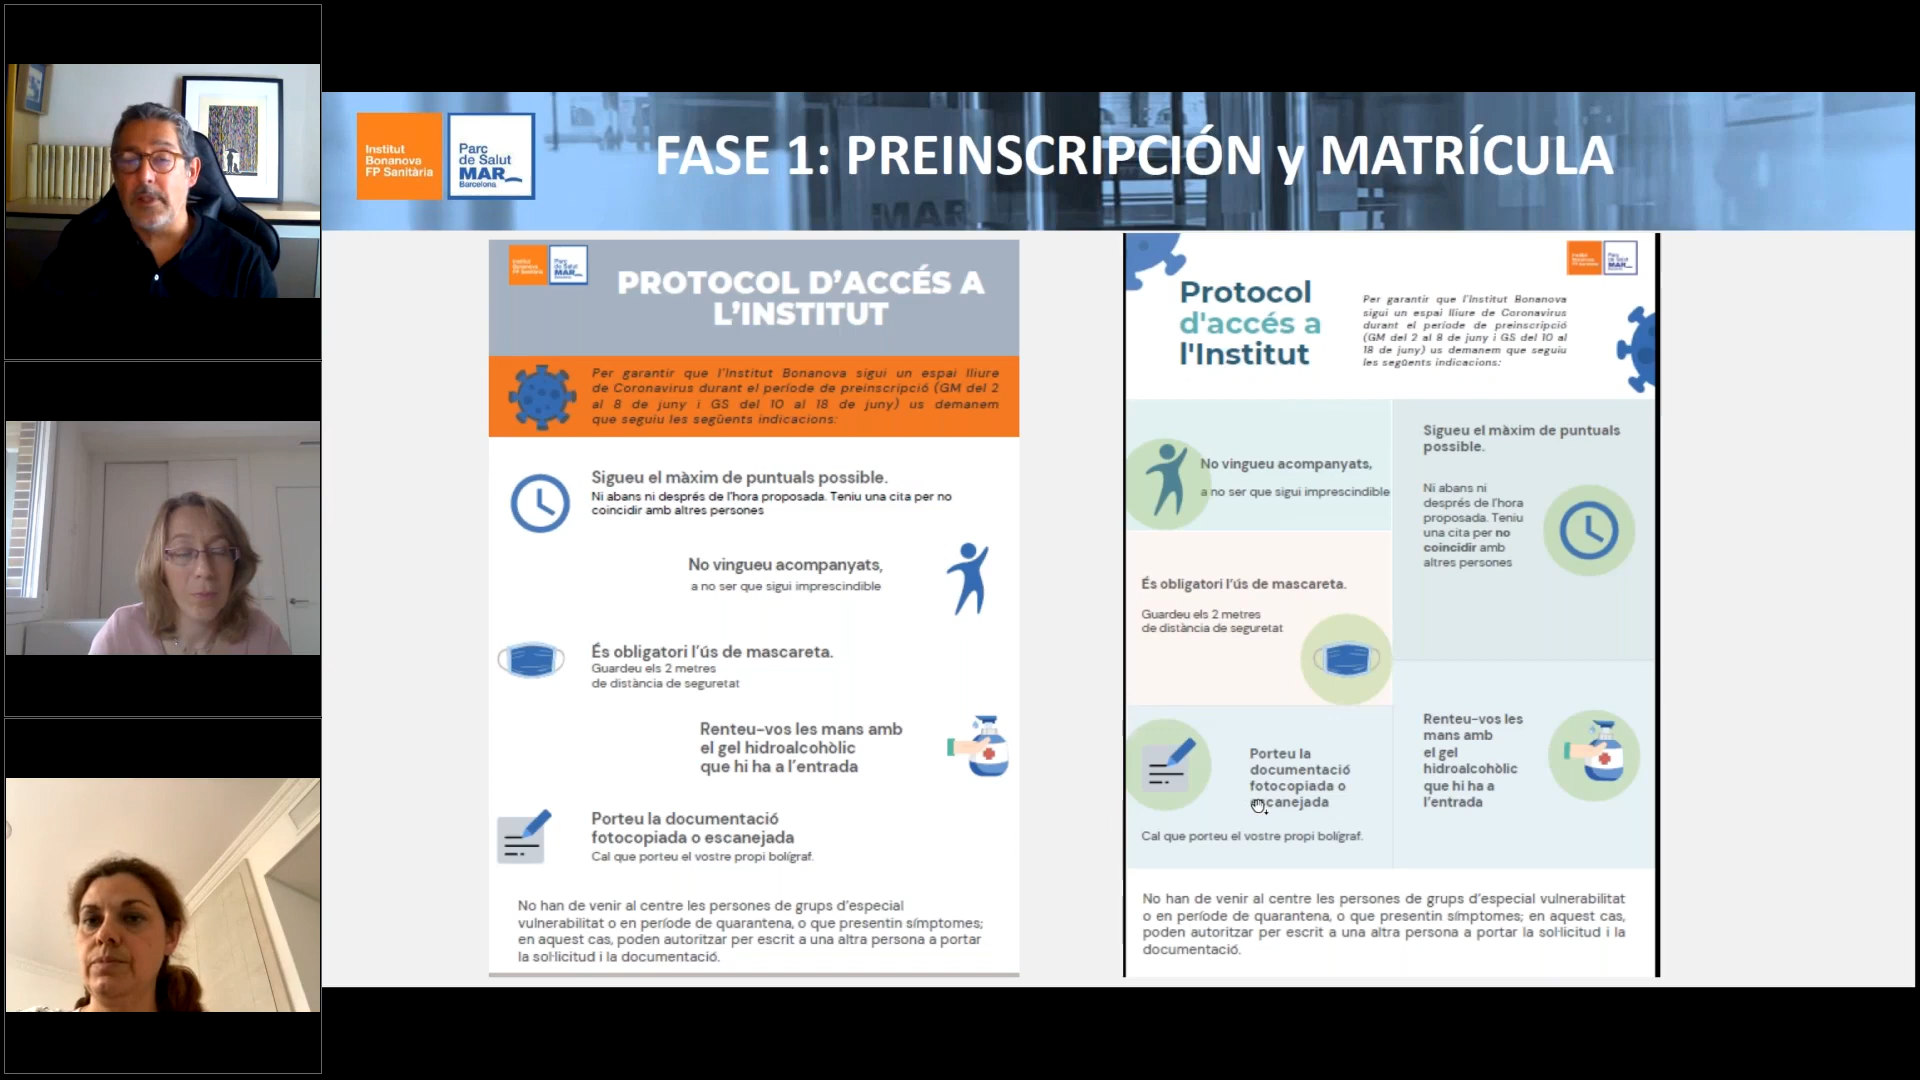 Institut
Bonanova
FP Sanitària
Parc
de Salut
MAR
Barcelona
FASE 1: PREINSCRIPCIÓN y MATRÍCULA
MAR
Institut
Bonanova
FP Sanitària
Parc
de Salut
MAR
PROTOCOL D'ACCÉS A
L'INSTITUT
Per garantir que l'Institut Bonanova sigui un espai lliure
de Coronavirus durant el període de preinscripció (GM del 2
al 8 de juny i GS del 10 al 18 de juny) us demanem
que seguiu les següents indicacions:
Sigueu el màxim de puntuals possible.
Ni abans ni després de l'hora proposada. Teniu una cita per no
coincidir amb altres persones
No vingueu acompanyats,
a no ser que sigui imprescindible
És obligatori l'ús de mascareta.
Guardeu els 2 metres
de distància de seguretat
Renteu-vos les mans amb
el gel hidroalcohòlic
que hi ha a l'entrada
Porteu la documentació
fotocopiada o escanejada
Cal que porteu el vostre propi bolígraf.
No han de venir al centre les persones de grups d'especial
vulnerabilitat o en període de quarantena, o que presentin símptomes;
en aquest cas, poden autoritzar per escrit a una altra persona a portar
la sol·licitud i la documentació.
Parc
de Salut
MAR
Protocol
d'accés a
l'Institut
Per garantir que l'Institut Bonanova
sigui un espai lliure de Coronavirus
durant el període de preinscripció
(GM del 2 al 8 de juny i GS del 10 al
18 de juny) us demanem que seguiu
les següents indicacions:
No vingueu acompanyats,
a no ser que sigui imprescindible
Sigueu el màxim de puntuals
possible.
Ni abans ni
després de l'hora
proposada. Teniu
una cita per no
coincidir amb
altres persones
És obligatori l'ús de mascareta.
Guardeu els 2 metres
de distància de seguretat
Porteu la
documentació
fotocopiada o
escanejada
Cal que porteu el vostre propi bolígraf.
Renteu-vos les
mans amb
el gel
hidroalcohòlic
que hi ha a
l'entrada
No han de venir al centre les persones de grups d'especial vulnerabilitat
o en període de quarantena, o que presentin símptomes; en aquest cas,
poden autoritzar per escrit a una altra persona a portar la sol·licitud i la
documentació.